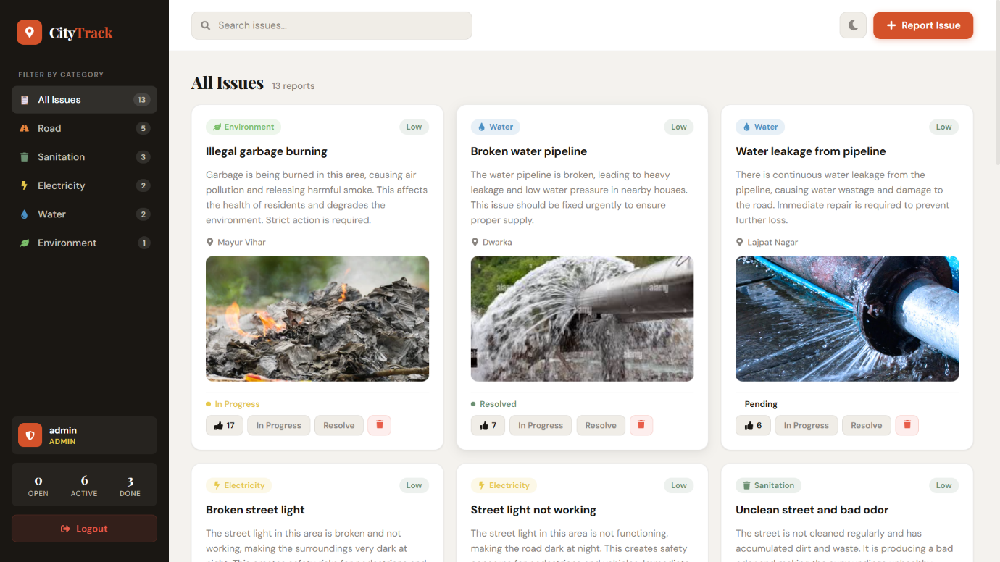 CityTrack
Search issues...
Report Issue
FILTER BY CATEGORY
All Issues 13
Road 5
Sanitation 3
Electricity 2
Water 2
Environment 1
admin
ADMIN
0 6 3
OPEN ACTIVE DONE
Logout
All Issues 13 reports
Environment Low
Illegal garbage burning
Garbage is being burned in this area, causing air
pollution and releasing harmful smoke. This affects
the health of residents and degrades the
environment. Strict action is required.
Mayur Vihar
In Progress
17 In Progress Resolve
Water Low
Broken water pipeline
The water pipeline is broken, leading to heavy
leakage and low water pressure in nearby houses.
This issue should be fixed urgently to ensure
proper supply.
Dwarka
alamy
alamy
alamy
alamy
alamy
Resolved
7 In Progress Resolve
Water Low
Water leakage from pipeline
There is continuous water leakage from the
pipeline, causing water wastage and damage to
the road. Immediate repair is required to prevent
further loss.
Lajpat Nagar
Pending
6 In Progress Resolve
Electricity Low
Broken street light
The street light in this area is broken and not
working, making the surroundings very dark at
Electricity Low
Street light not working
The street light in this area is not functioning,
making the road dark at night. This creates safety
Sanitation Low
Unclean street and bad odor
The street is not cleaned regularly and has
accumulated dirt and waste. It is producing a bad